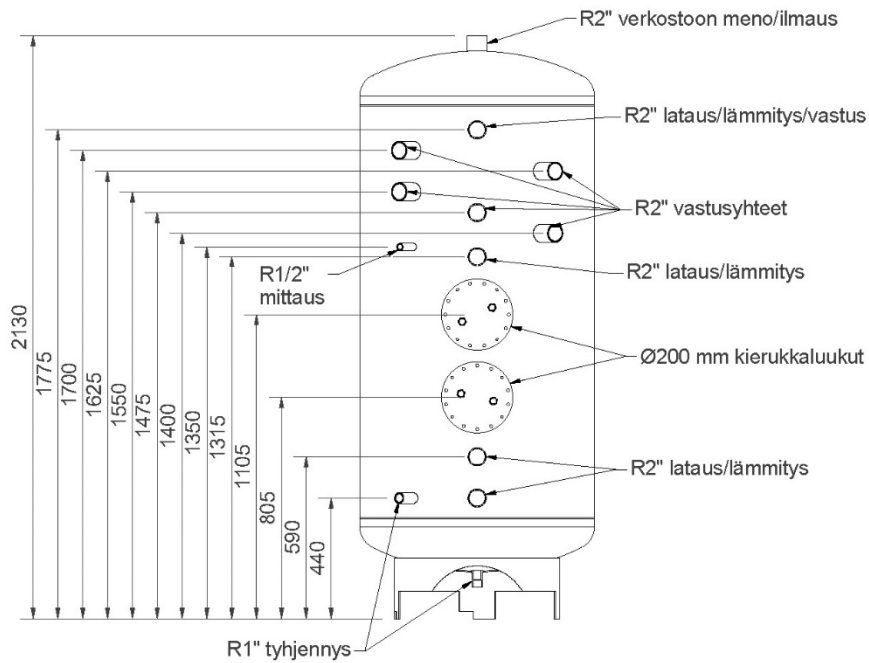 R2" verkostoon meno/ilmaus
R2" lataus/lämmitys/vastus
R2" vastusyhteet
R1/2"
mittaus
R2" lataus/lämmitys
Ø200 mm kierukkaluukut
R2" lataus/lämmitys
R1" tyhjennys
2130
1775
1700
1625
1550
1475
1400
1350
1315
1105
805
590
440